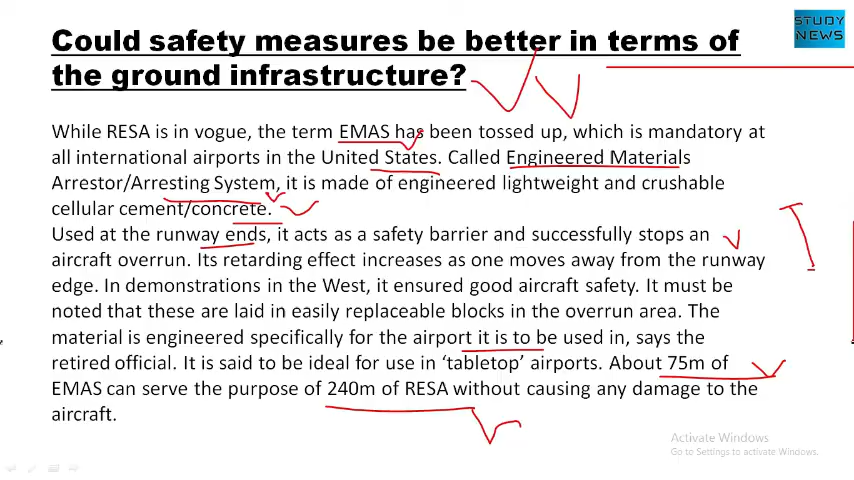 STUDY
NEWS
Could safety measures be better in terms of
the ground infrastructure?
While RESA is in vogue, the term EMAS has been tossed up, which is mandatory at
all international airports in the United States. Called Engineered Materials
Arrestor/Arresting System, it is made of engineered lightweight and crushable
cellular cement/concrete.
Used at the runway ends, it acts as a safety barrier and successfully stops an
aircraft overrun. Its retarding effect increases as one moves away from the runway
edge. In demonstrations in the West, it ensured good aircraft safety. It must be
noted that these are laid in easily replaceable blocks in the overrun area. The
material is engineered specifically for the airport it is to be used in, says the
retired official. It is said to be ideal for use in ‘tabletop’ airports. About 75m of
EMAS can serve the purpose of 240m of RESA without causing any damage to the
aircraft.
Activate Windows
Go to Settings to activate Windows.